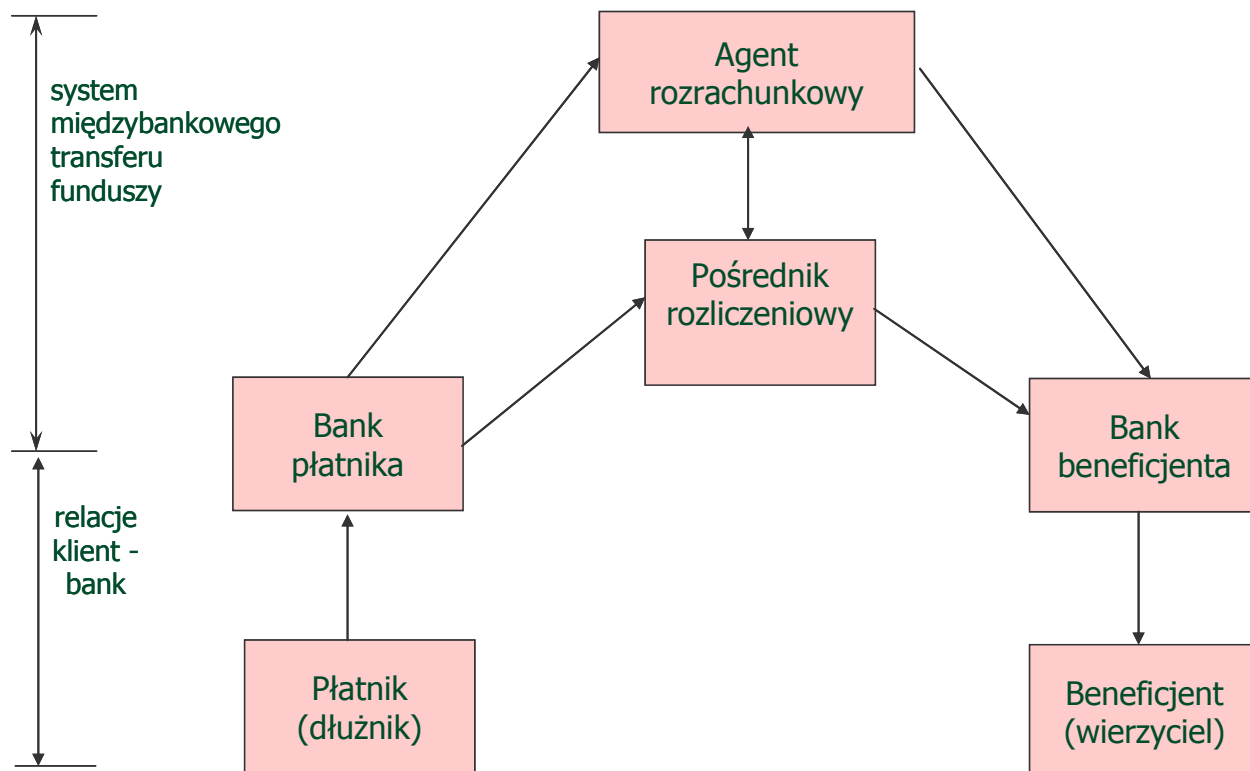 system
międzybankowego
transferu
funduszy
Agent
rozrachunkowy
Pośrednik
rozliczeniowy
Bank
płatnika
Bank
beneficjenta
relacje
klient -
bank
Płatnik
(dłużnik)
Beneficjent
(wierzyciel)